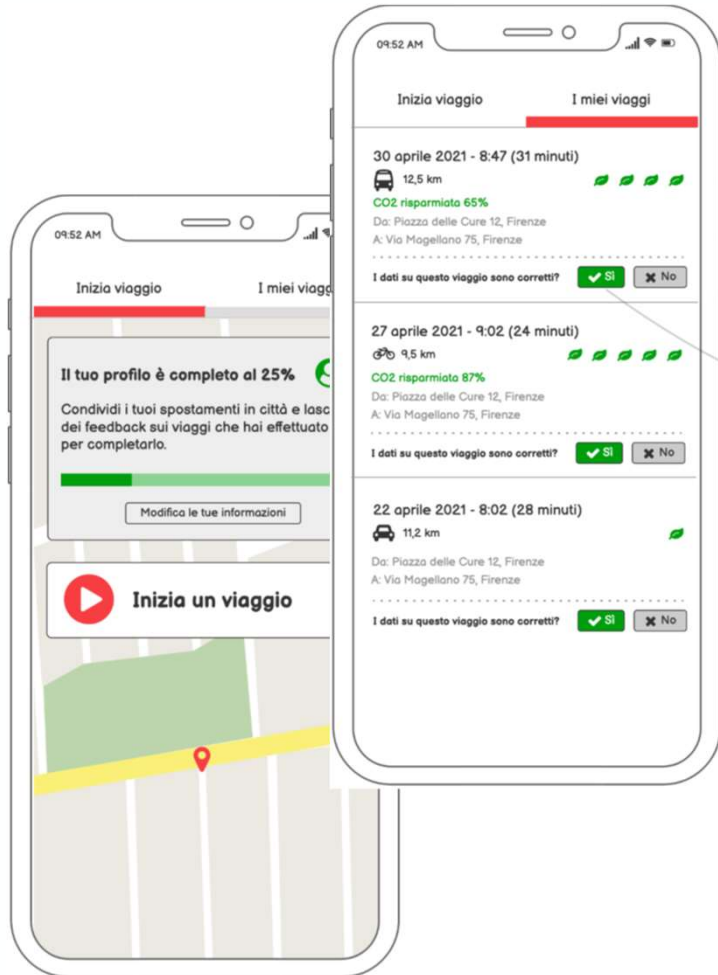 09:52 AM
Inizia viaggio
I miei viagg
Il tuo profilo è completo al 25%
Condividi i tuoi spostamenti in città e lasc
dei feedback sui viaggi che hai effettuato
per completarlo.
Modifica le tue informazioni
Inizia un viaggio
09:52 AM
Inizia viaggio
I miei viaggi
30 aprile 2021 - 8:47 (31 minuti)
12,5 km
CO2 risparmiata 65%
Da: Piazza delle Cure 12, Firenze
A: Via Magellano 75, Firenze
I dati su questo viaggio sono corretti? Sì No
27 aprile 2021 - 9:02 (24 minuti)
9,5 km
CO2 risparmiata 87%
Da: Piazza delle Cure 12, Firenze
A: Via Magellano 75, Firenze
I dati su questo viaggio sono corretti? Sì No
22 aprile 2021 - 8:02 (28 minuti)
11,2 km
Da: Piazza delle Cure 12, Firenze
A: Via Magellano 75, Firenze
I dati su questo viaggio sono corretti? Sì No